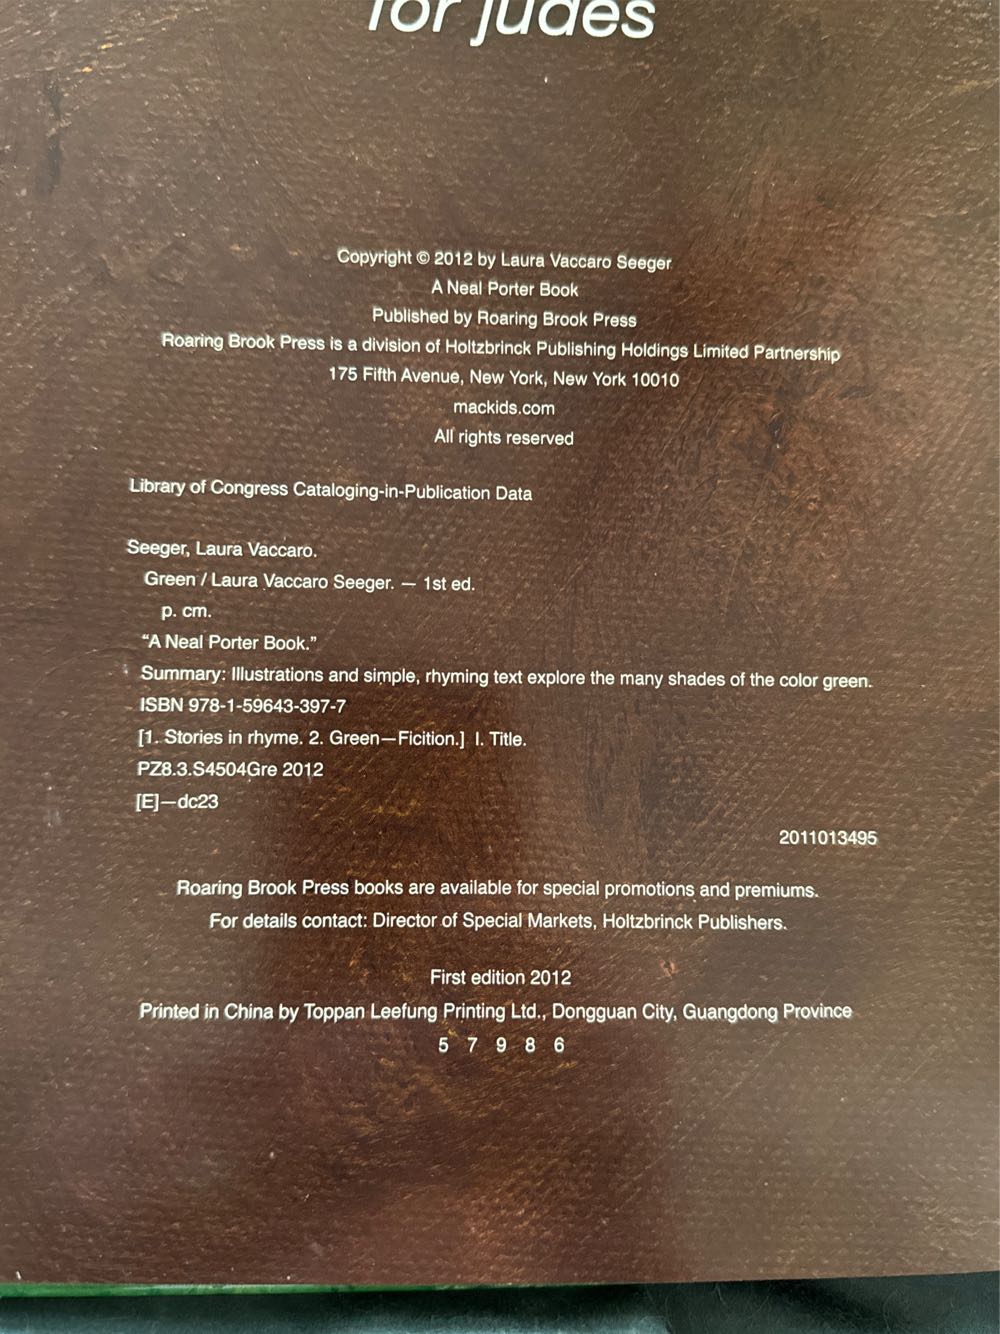 for judes
Copyright © 2012 by Laura Vaccaro Seeger
A Neal Porter Book
Published by Roaring Brook Press
Roaring Brook Press is a division of Holtzbrinck Publishing Holdings Limited Partnership
175 Fifth Avenue, New York, New York 10010
mackids.com
All rights reserved
Library of Congress Cataloging-in-Publication Data
Seeger, Laura Vaccaro.
Green / Laura Vaccaro Seeger. — 1st ed.
p. cm.
“A Neal Porter Book.”
Summary: Illustrations and simple, rhyming text explore the many shades of the color green.
ISBN 978-1-59643-397-7
[1. Stories in rhyme. 2. Green—Ficition.] I. Title.
PZ8.3.S4504Gre 2012
[E]—dc23
2011013495
Roaring Brook Press books are available for special promotions and premiums.
For details contact: Director of Special Markets, Holtzbrinck Publishers.
First edition 2012
Printed in China by Toppan Leefung Printing Ltd., Dongguan City, Guangdong Province
5 7 9 8 6